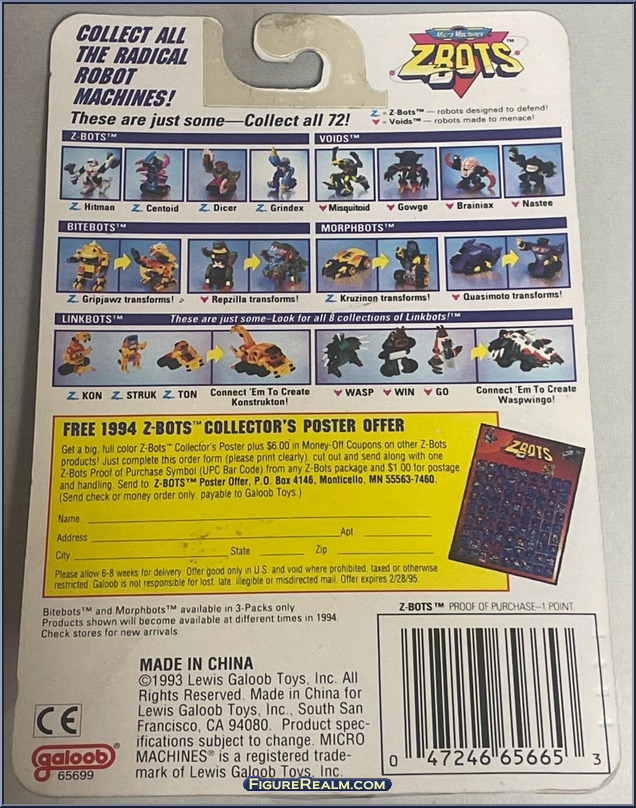 COLLECT ALL
THE RADICAL
ROBOT
MACHINES!
Micro Machines
Z-BOTS™
These are just some—Collect all 72!
Z = Z-Bots™ — robots designed to defend!
V = Voids™ — robots made to menace!
Z-BOTS™
VOIDS™
Z Hitman
Z Centoid
Z Dicer
Z Grindex
V Misquitoid
V Gowge
V Brainiax
V Nastee
BITEBOTS™
MORPHBOTS™
Z Gripjawz transforms!
V Repzilla transforms!
Z Kruzinon transforms!
V Quasimoto transforms!
LINKBOTS™
These are just some-Look for all 8 collections of Linkbots!
Z KON
Z STRUK
Z TON
Connect 'Em To Create
Konstrukton!
V WASP
V WIN
V GO
Connect 'Em To Create
Waspwingo!
FREE 1994 Z-BOTS™ COLLECTOR'S POSTER OFFER
Get a big, full color Z-Bots™ Collector's Poster plus $6.00 in Money-Off Coupons on other Z-Bots
products! Just complete this order form (please print clearly), cut out and send along with one
Z-Bots Proof of Purchase Symbol (UPC Bar Code) from any Z-Bots package and $1.00 for postage
and handling. Send to: Z-BOTS™ Poster Offer, P.O. Box 4146, Monticello, MN 55563-7460.
(Send check or money order only, payable to Galoob Toys.)
Z-BOTS
Name
Address
Apt.
City
State
Zip
Please allow 6-8 weeks for delivery. Offer good only in U.S. and void where prohibited, taxed or otherwise
restricted. Galoob is not responsible for lost, late, illegible or misdirected mail. Offer expires 2/28/95.
Bitebots™ and Morphbots™ available in 3-Packs only
Products shown will become available at different times in 1994.
Check stores for new arrivals.
Z-BOTS™ PROOF OF PURCHASE–1 POINT
MADE IN CHINA
©1993 Lewis Galoob Toys, Inc. All
Rights Reserved. Made in China for
Lewis Galoob Toys, Inc., South San
Francisco, CA 94080. Product spec-
ifications subject to change. MICRO
MACHINES® is a registered trade-
mark of Lewis Galoob Toys, Inc.
CE
galoob®
65699
0 47246 65665 3
FigureRealm.com